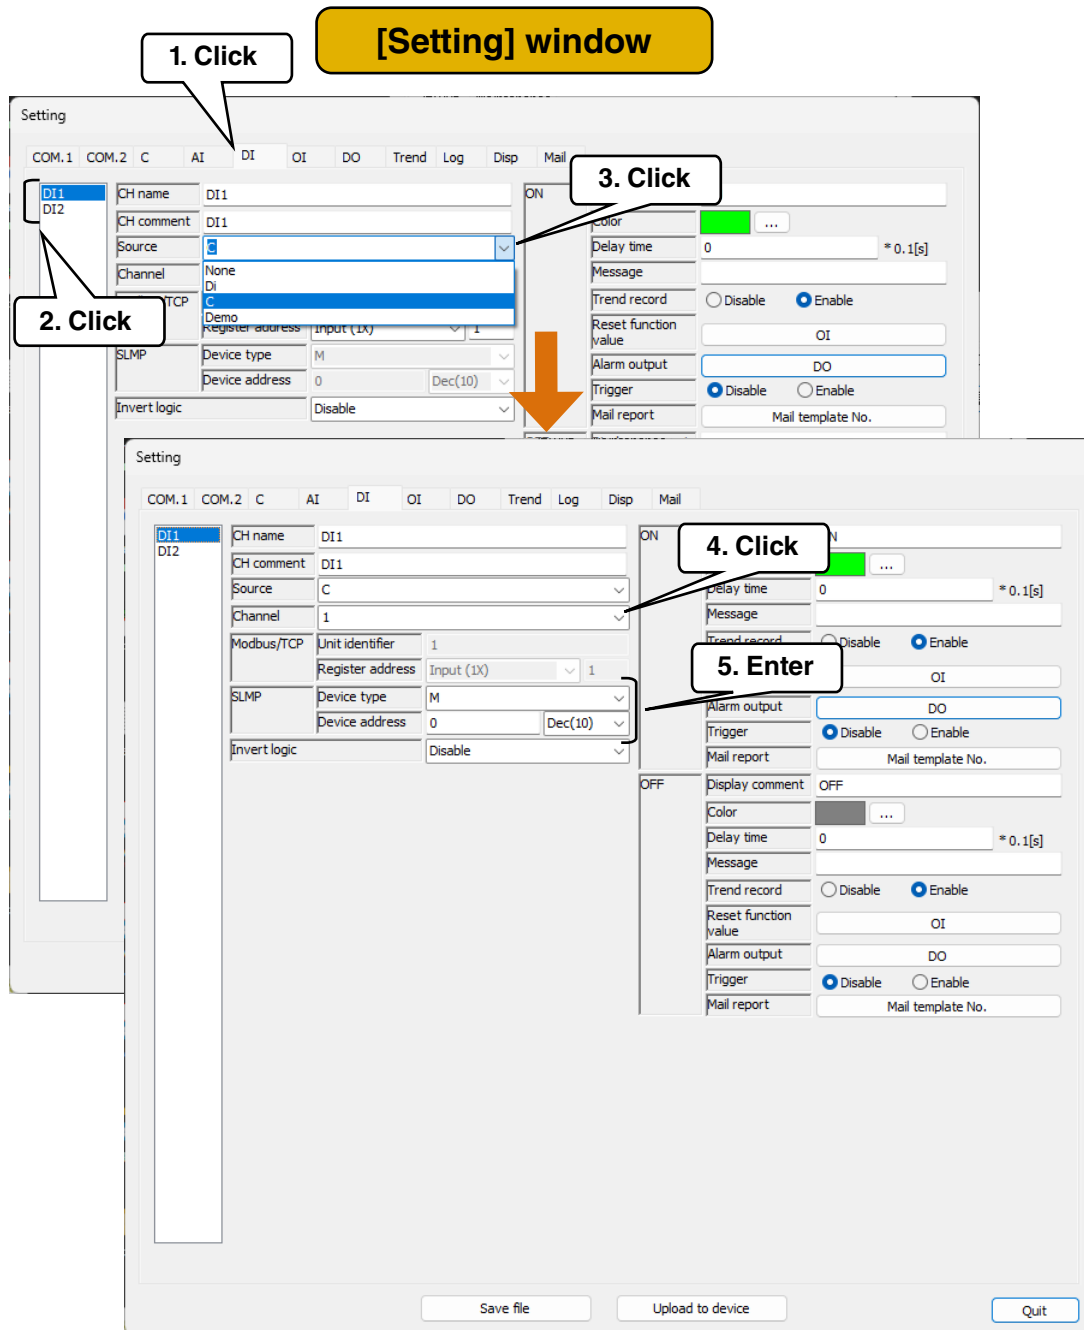 [Setting] window
1. Click
Setting
COM.1 COM.2 C AI DI OI DO Trend Log Disp Mail
3. Click
DI1 CH name DI1 ON
DI2
CH comment DI1 Color ...
Source C Delay time 0 * 0.1[s]
None
Channel Message
Di
C
2. Click TCP Trend record Disable Enable
Demo
Register address Input (1X) 1 Reset function value OI
SLMP Device type M Alarm output DO
Device address 0 Dec(10) Trigger Disable Enable
Invert logic Disable Mail report Mail template No.
Setting
COM.1 COM.2 C AI DI OI DO Trend Log Disp Mail
4. Click
DI1 CH name DI1 ON N
DI2
CH comment DI1 ...
Source C Delay time 0 * 0.1[s]
Channel 1 Message
Modbus/TCP Unit identifier 1 Trend record Disable Enable
5. Enter
Register address Input (1X) 1 OI
SLMP Device type M Alarm output DO
Device address 0 Dec(10) Trigger Disable Enable
Invert logic Disable Mail report Mail template No.
OFF Display comment OFF
Color ...
Delay time 0 * 0.1[s]
Message
Trend record Disable Enable
Reset function
value OI
Alarm output DO
Trigger Disable Enable
Mail report Mail template No.
Save file Upload to device Quit